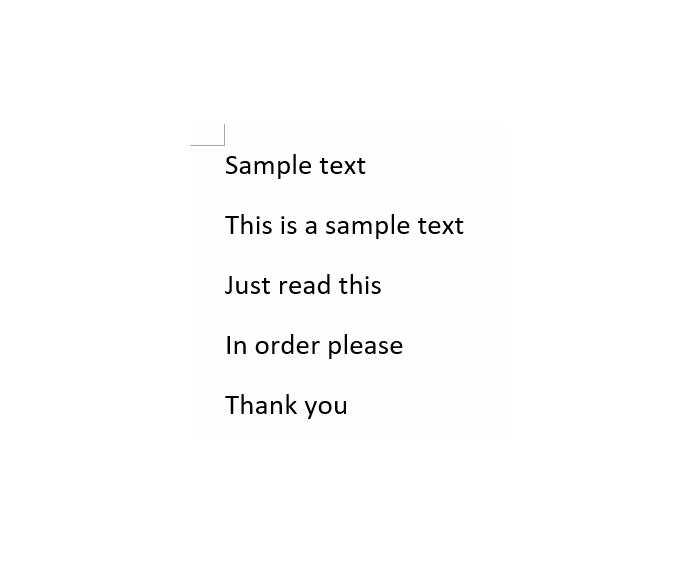 Sample text
This is a sample text
Just read this
In order please
Thank you